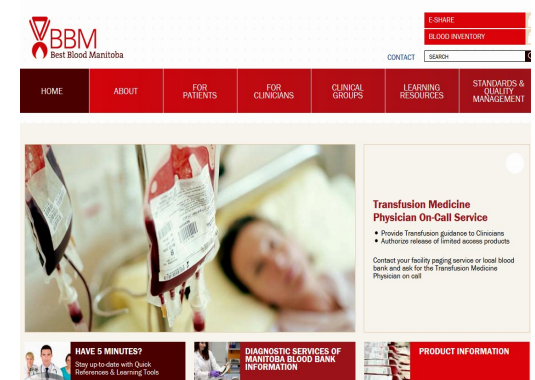 BBM
Best Blood Manitoba
E-SHARE
BLOOD INVENTORY
CONTACT
SEARCH
HOME
ABOUT
FOR
PATIENTS
FOR
CLINICIANS
CLINICAL
GROUPS
LEARNING
RESOURCES
STANDARDS &
QUALITY
MANAGEMENT
Transfusion Medicine
Physician On-Call Service
• Provide Transfusion guidance to Clinicians
• Authorize release of limited access products
Contact your facility paging service or local blood
bank and ask for the Transfusion Medicine
Physician on call
HAVE 5 MINUTES?
Stay up-to-date with Quick
References & Learning Tools
DIAGNOSTIC SERVICES OF
MANITOBA BLOOD BANK
INFORMATION
PRODUCT INFORMATION